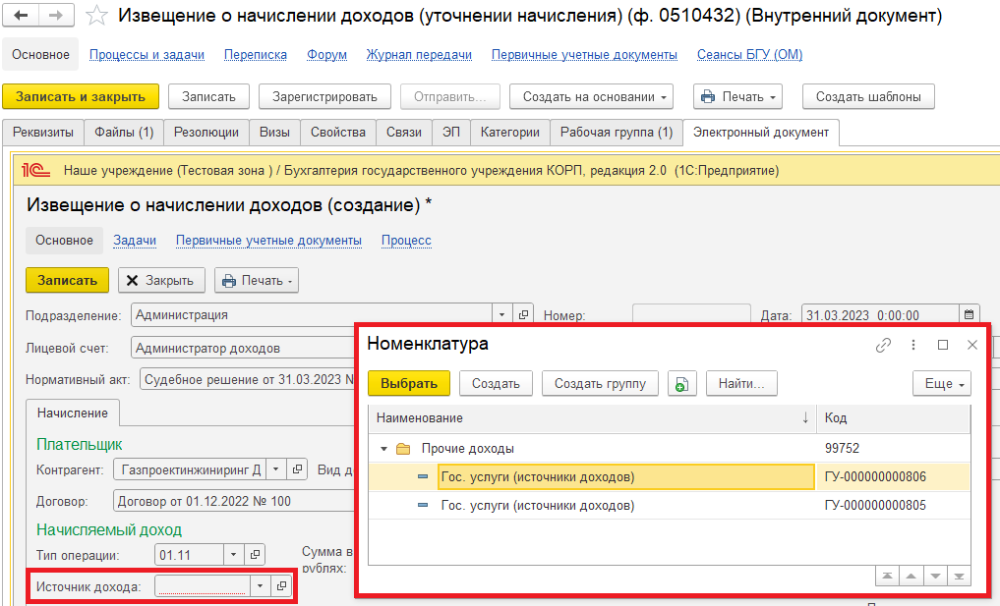 Извещение о начислении доходов (уточнении начисления) (ф. 0510432) (Внутренний документ)
Основное Процессы и задачи Переписка Форум Журнал передачи Первичные учетные документы Сеансы БГУ (ОМ)
Записать и закрыть Записать Зарегистрировать Отправить... Создать на основании Печать Создать шаблоны
Реквизиты Файлы (1) Резолюции Визы Свойства Связи ЭП Категории Рабочая группа (1) Электронный документ
1С Наше учреждение (Тестовая зона ) / Бухгалтерия государственного учреждения КОРП, редакция 2.0 (1С:Предприятие)
Извещение о начислении доходов (создание) *
Основное Задачи Первичные учетные документы Процесс
Записать Закрыть Печать
Подразделение: Администрация Номер: Дата: 31.03.2023 0:00:00
Лицевой счет: Администратор доходов
Нормативный акт: Судебное решение от 31.03.2023 №
Начисление
Плательщик
Контрагент: Газпроектинжиниринг Д Вид д
Договор: Договор от 01.12.2022 № 100
Начисляемый доход
Тип операции: 01.11 Сумма в
рублях:
Источник дохода:
Номенклатура
Выбрать Создать Создать группу Найти... Еще
Наименование Код
Прочие доходы 99752
Гос. услуги (источники доходов) ГУ-000000000806
Гос. услуги (источники доходов) ГУ-000000000805